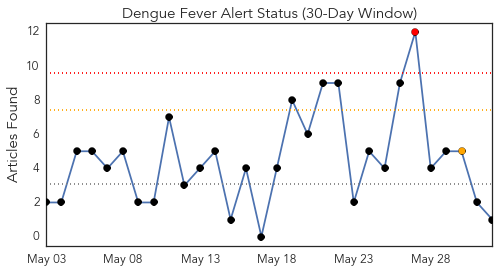 Dengue Fever Alert Status (30-Day Window)
Articles Found
12
10
8
6
4
2
0
May 03
May 08
May 13
May 18
May 23
May 28